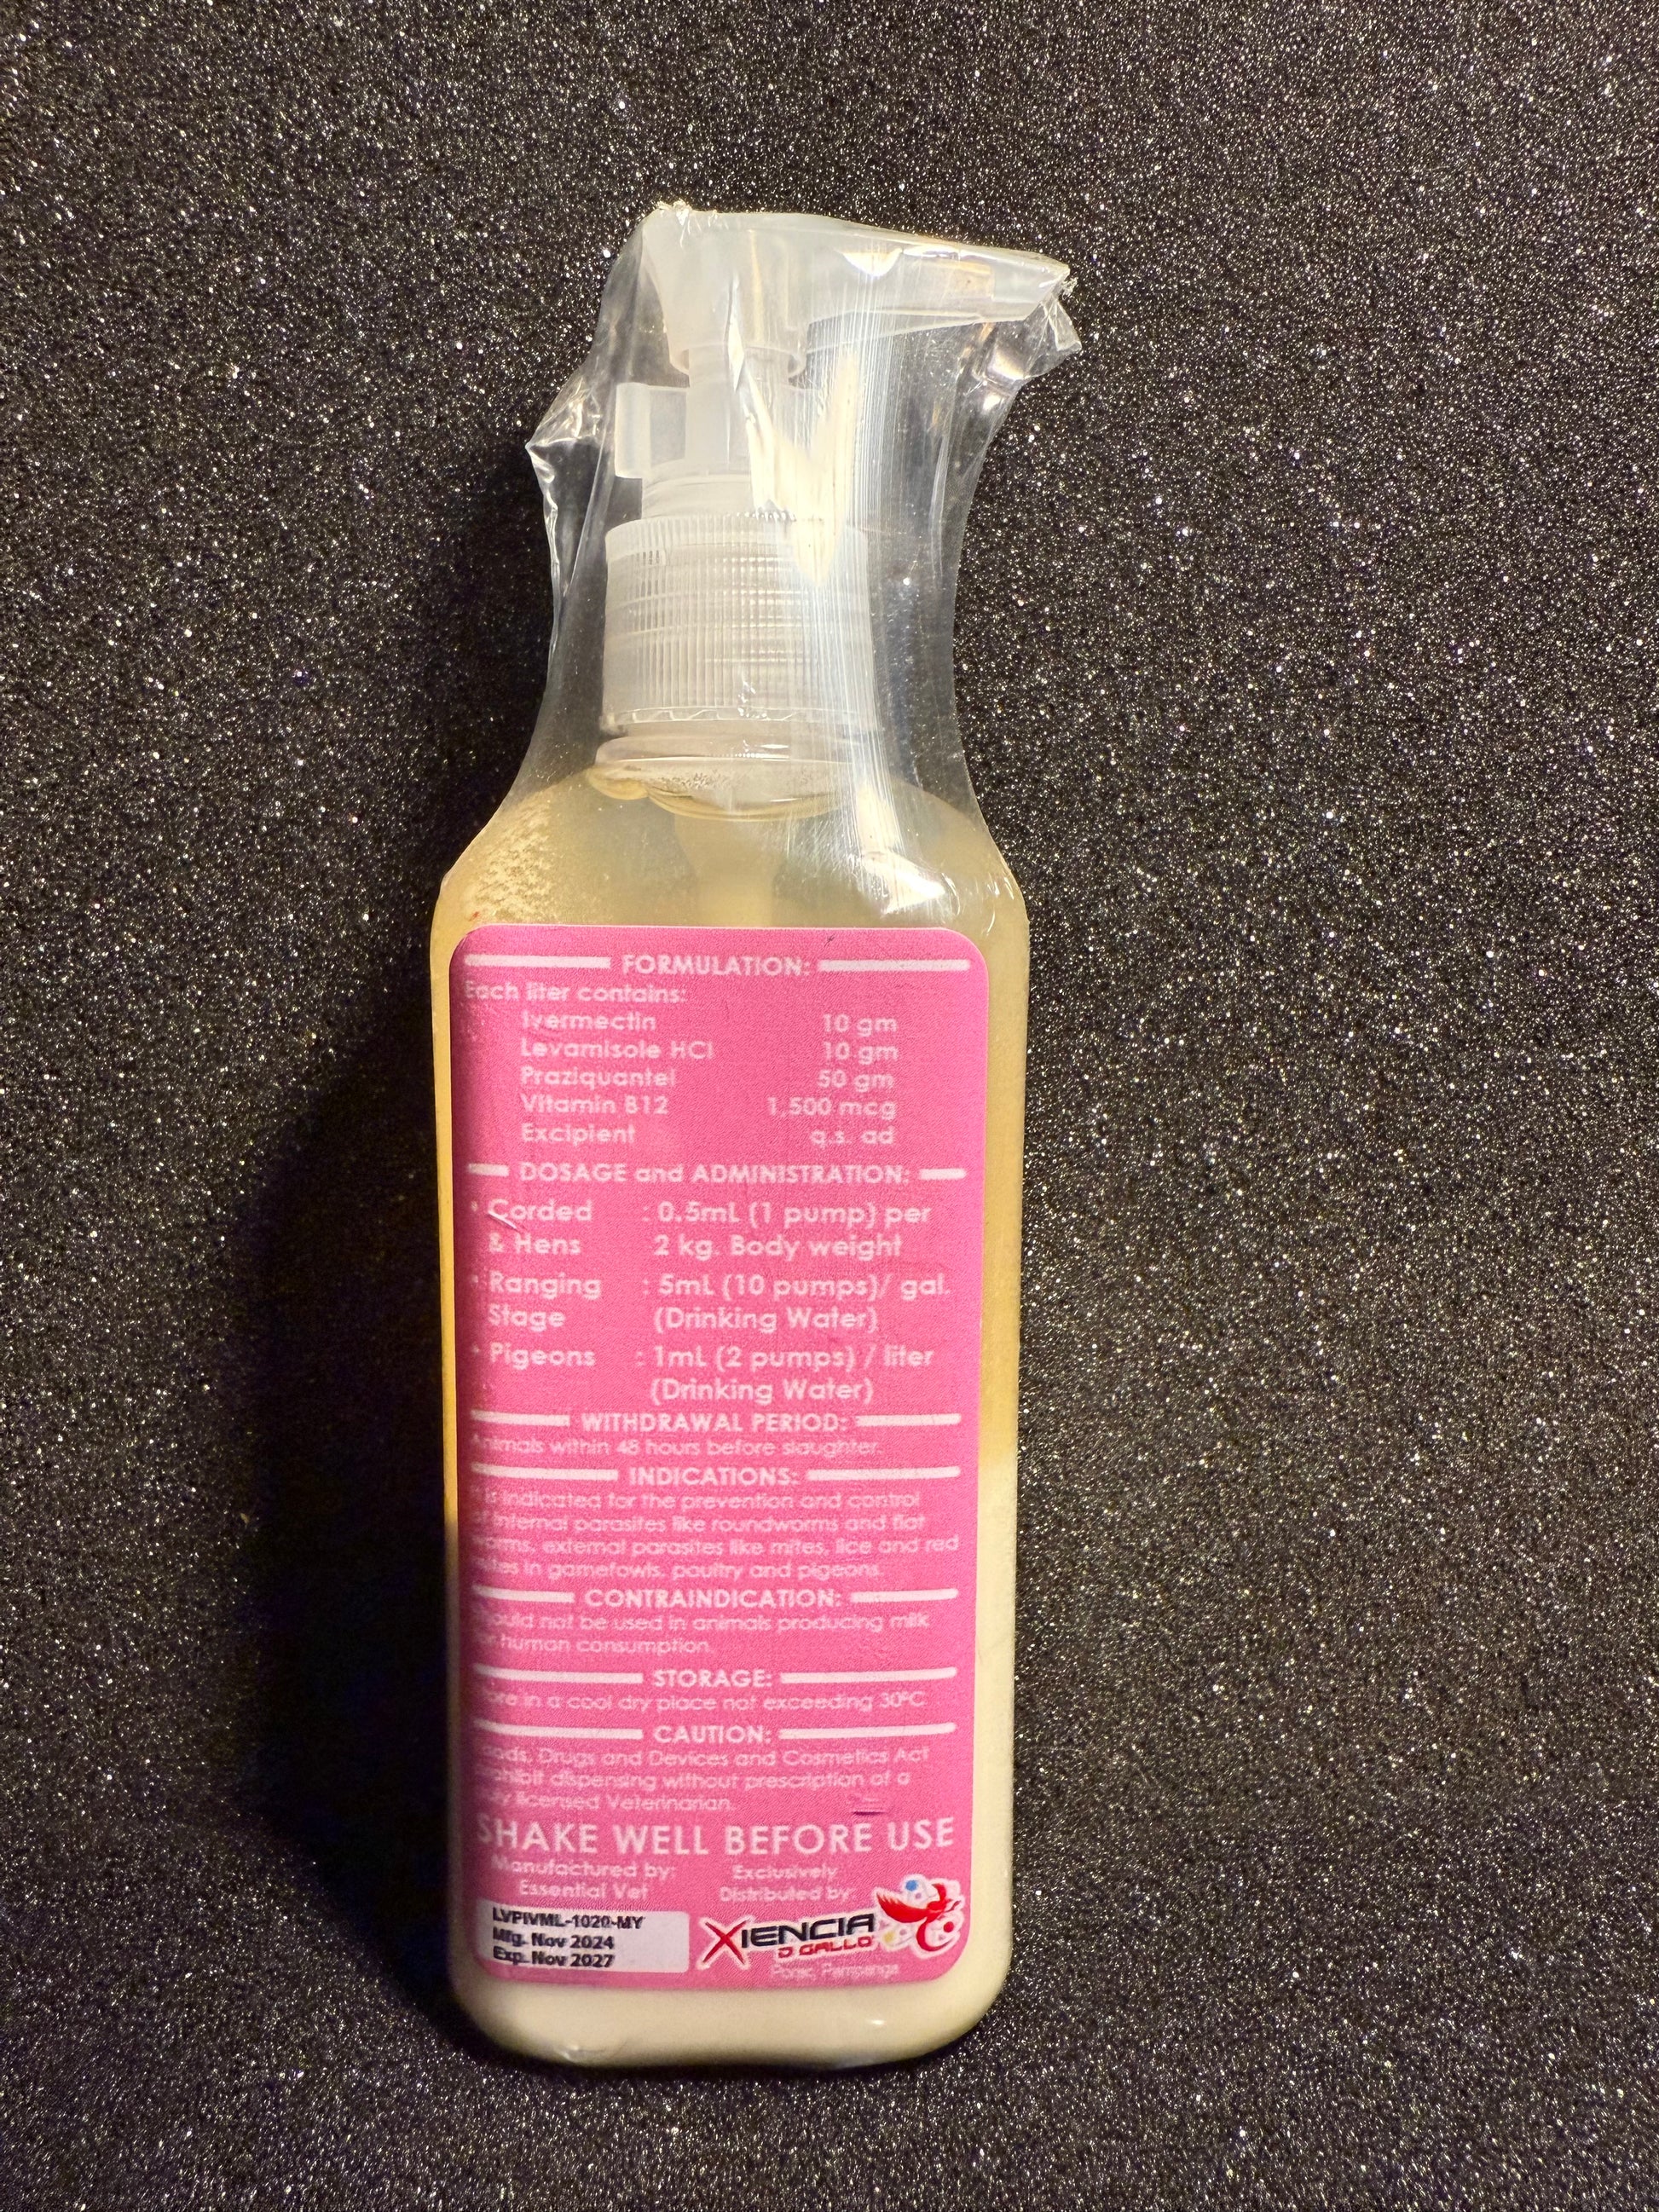 FORMULATION:
Each liter contains:
Ivermectin 10 gm
Levamisole HCl 10 gm
Praziquantel 50 gm
Vitamin B12 1,500 mcg
Excipient q.s. ad
DOSAGE and ADMINISTRATION:
• Corded : 0.5mL (1 pump) per
& Hens 2 kg. Body weight
• Ranging : 5mL (10 pumps)/ gal.
Stage (Drinking Water)
• Pigeons : 1mL (2 pumps) / liter
(Drinking Water)
WITHDRAWAL PERIOD:
Animals within 48 hours before slaughter.
INDICATIONS:
is indicated for the prevention and control
of internal parasites like roundworms and flat
worms, external parasites like mites, lice and red
mites in gamefowls, poultry and pigeons.
CONTRAINDICATION:
should not be used in animals producing milk
for human consumption.
STORAGE:
Store in a cool dry place not exceeding 30°C
CAUTION:
Foods, Drugs and Devices and Cosmetics Act
prohibit dispensing without prescription of a
duly licensed Veterinarian.
SHAKE WELL BEFORE USE
Manufactured by: Exclusively
Essential Vet Distributed by:
LVPIVML-1020-MY
Mfg. Nov 2024
Exp. Nov 2027
XIENCIA
D GALLO
Porac, Pampanga